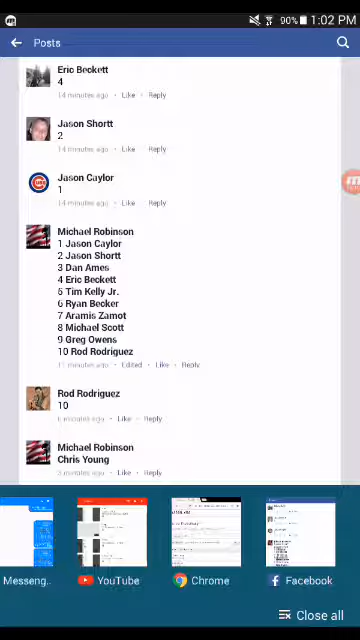 90% 1:02 PM
Posts
Eric Beckett
4
14 minutes ago · Like · Reply
Jason Shortt
2
14 minutes ago · Like · Reply
Jason Caylor
1
14 minutes ago · Like · Reply
Michael Robinson
1 Jason Caylor
2 Jason Shortt
3 Dan Ames
4 Eric Beckett
5 Tim Kelly Jr.
6 Ryan Becker
7 Aramis Zamot
8 Michael Scott
9 Greg Owens
10 Rod Rodriguez
11 minutes ago · Edited · Like · Reply
Rod Rodriguez
10
minutes ago · Like · Reply
Michael Robinson
Chris Young
minutes ago · Like · Reply
Messeng.. YouTube Chrome Facebook
Close all